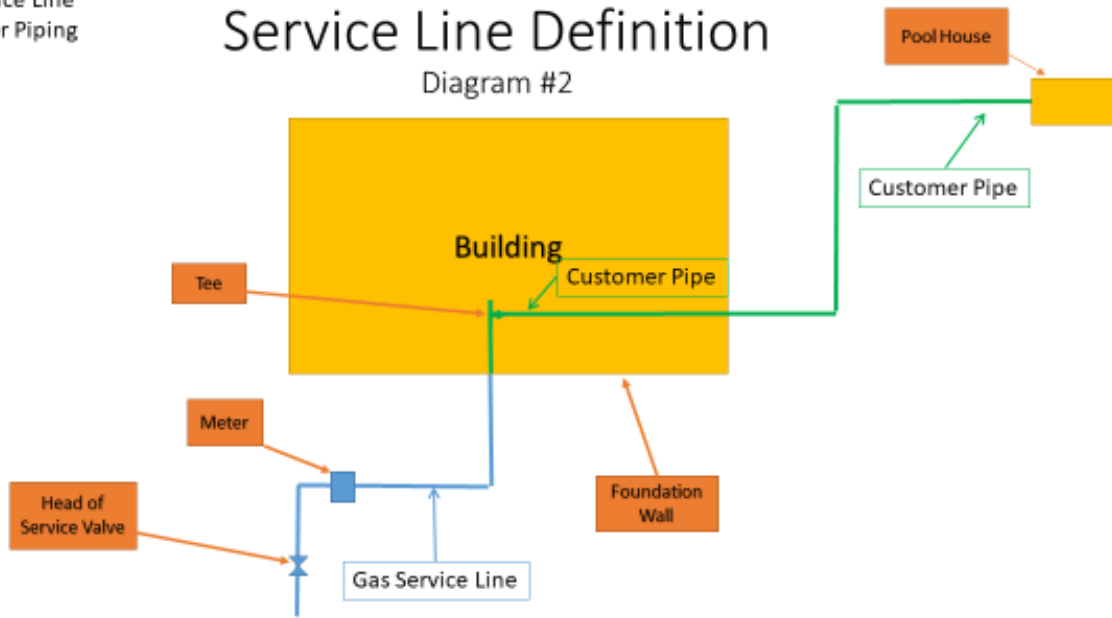 Line
r Piping
Service Line Definition
Diagram #2
Pool House
Customer Pipe
Building
Customer Pipe
Tee
Meter
Head of
Service Valve
Foundation
Wall
Gas Service Line